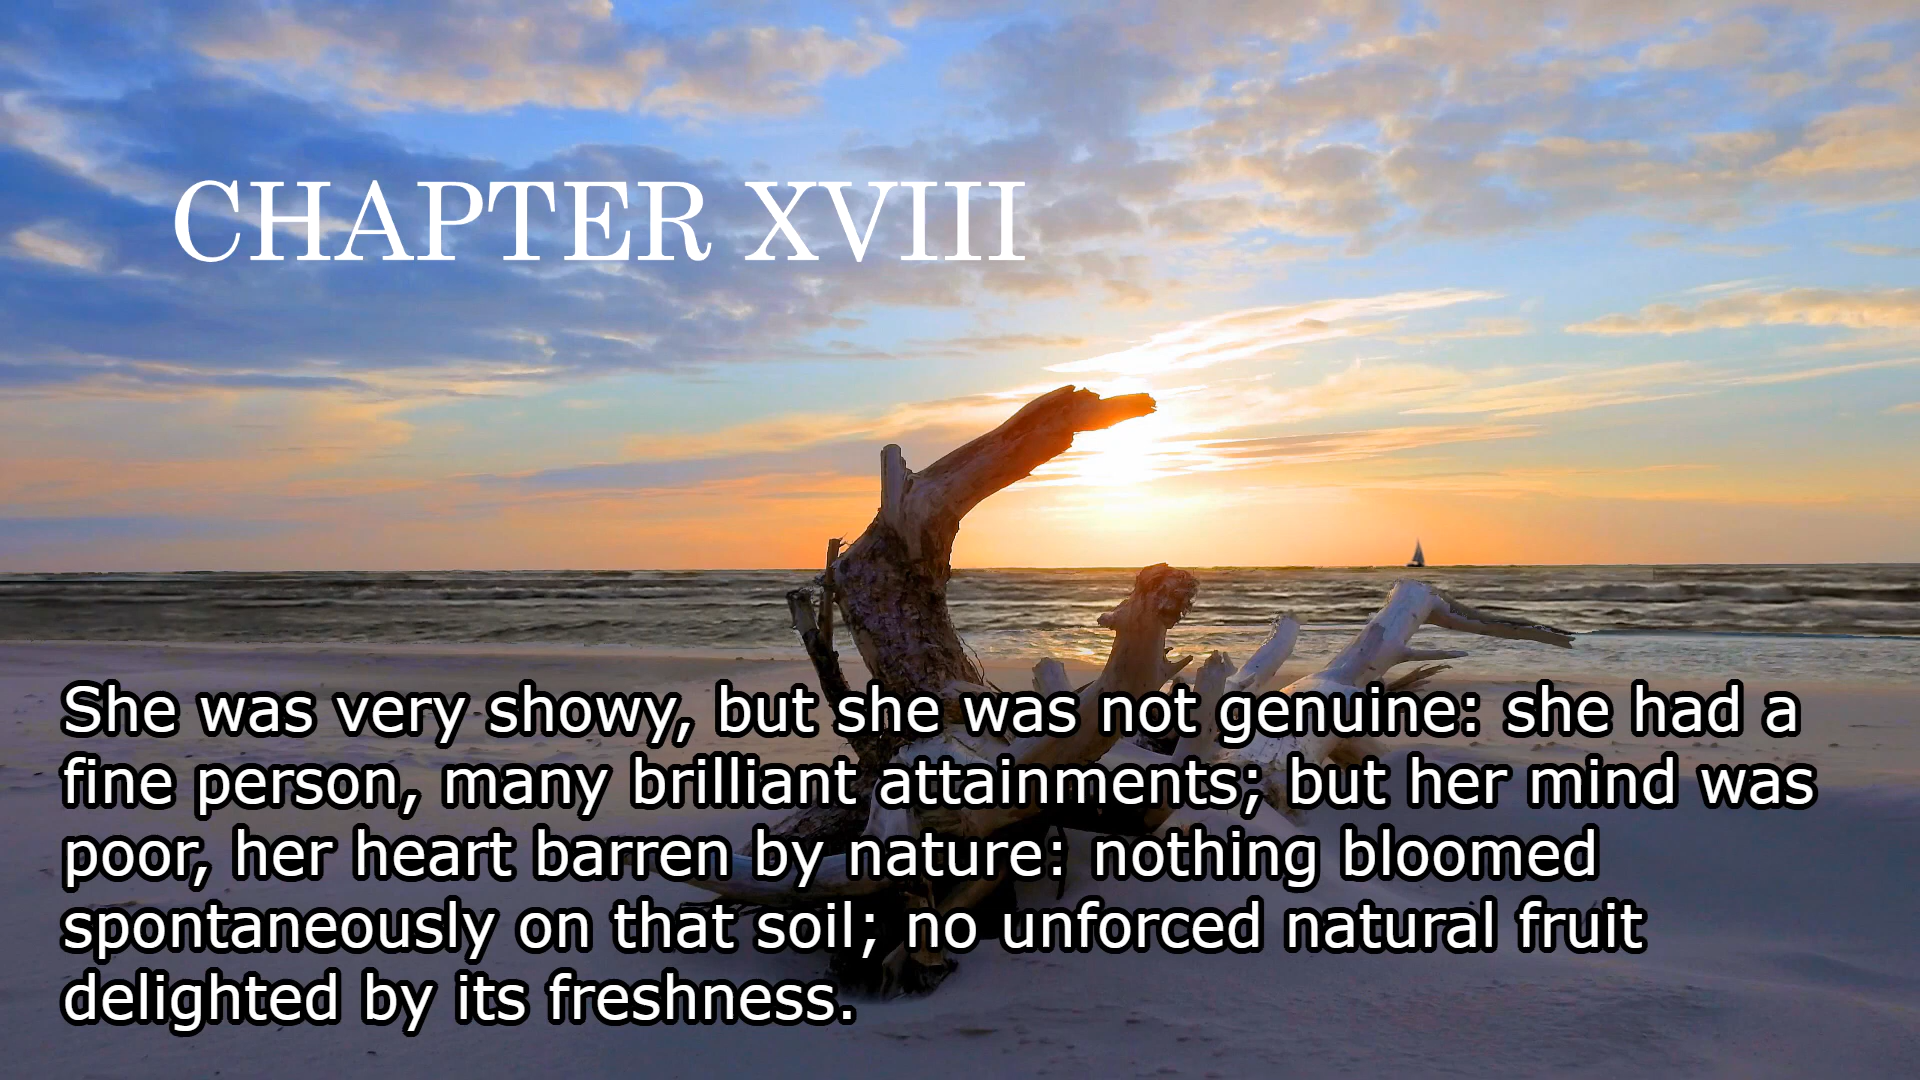 CHAPTER XVIII
She was very showy, but she was not genuine: she had a
fine person, many brilliant attainments; but her mind was
poor, her heart barren by nature: nothing bloomed
spontaneously on that soil; no unforced natural fruit
delighted by its freshness.